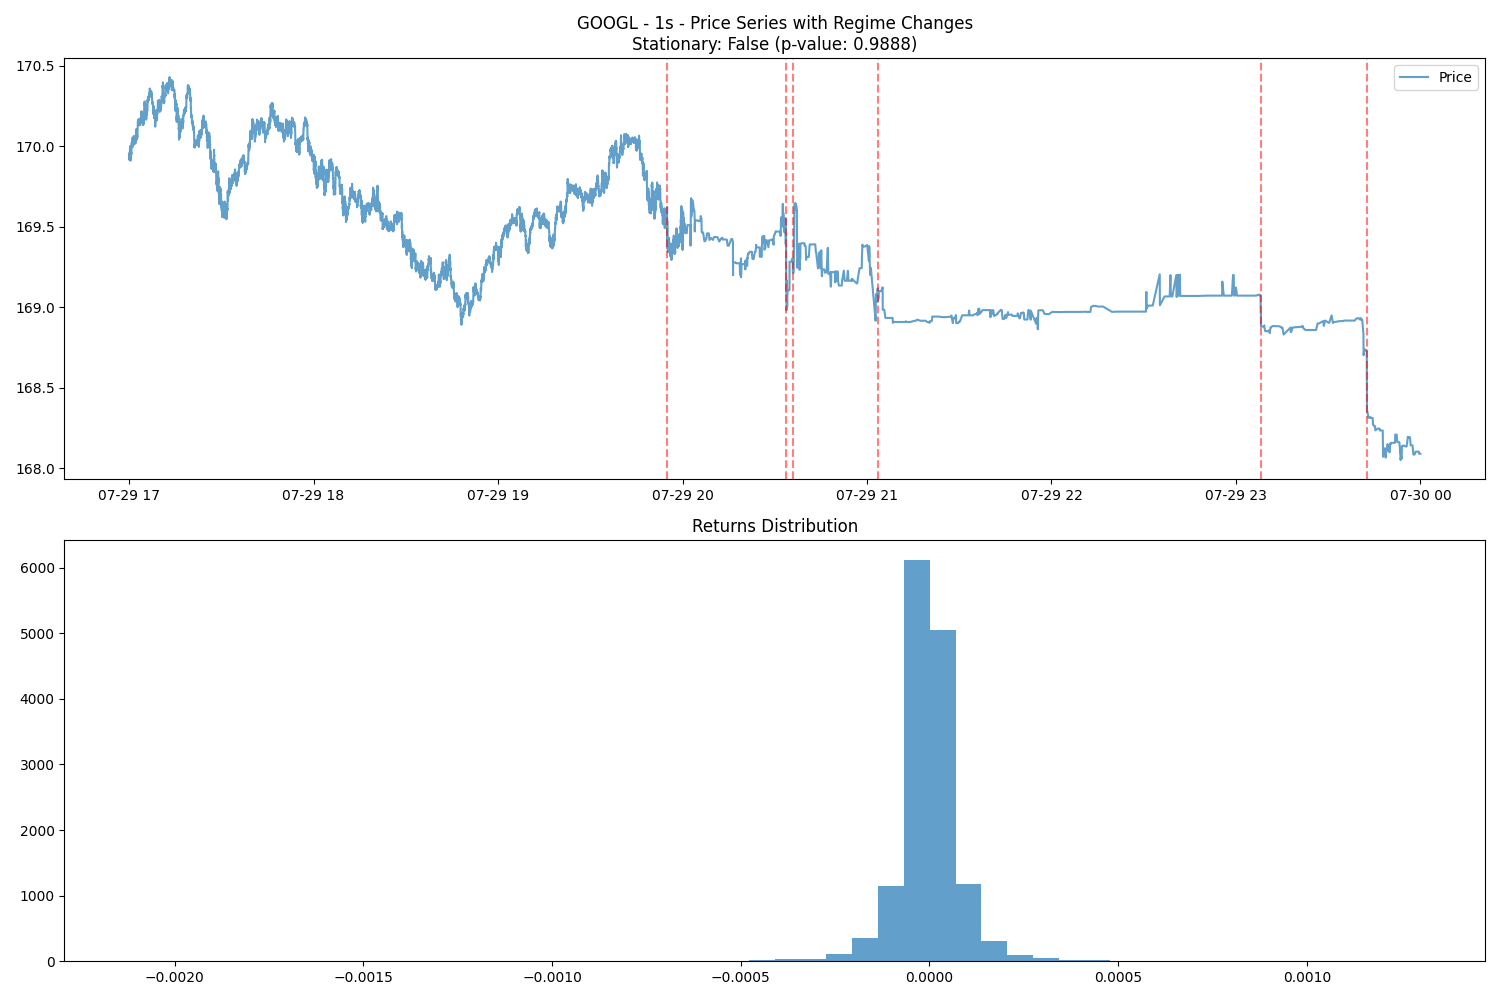 GOOGL - 1s - Price Series with Regime Changes
Stationary: False (p-value: 0.9888)
Price
170.5
170.0
169.5
169.0
168.5
168.0
07-29 17 07-29 18 07-29 19 07-29 20 07-29 21 07-29 22 07-29 23 07-30 00
Returns Distribution
6000
5000
4000
3000
2000
1000
0
−0.0020 −0.0015 −0.0010 −0.0005 0.0000 0.0005 0.0010